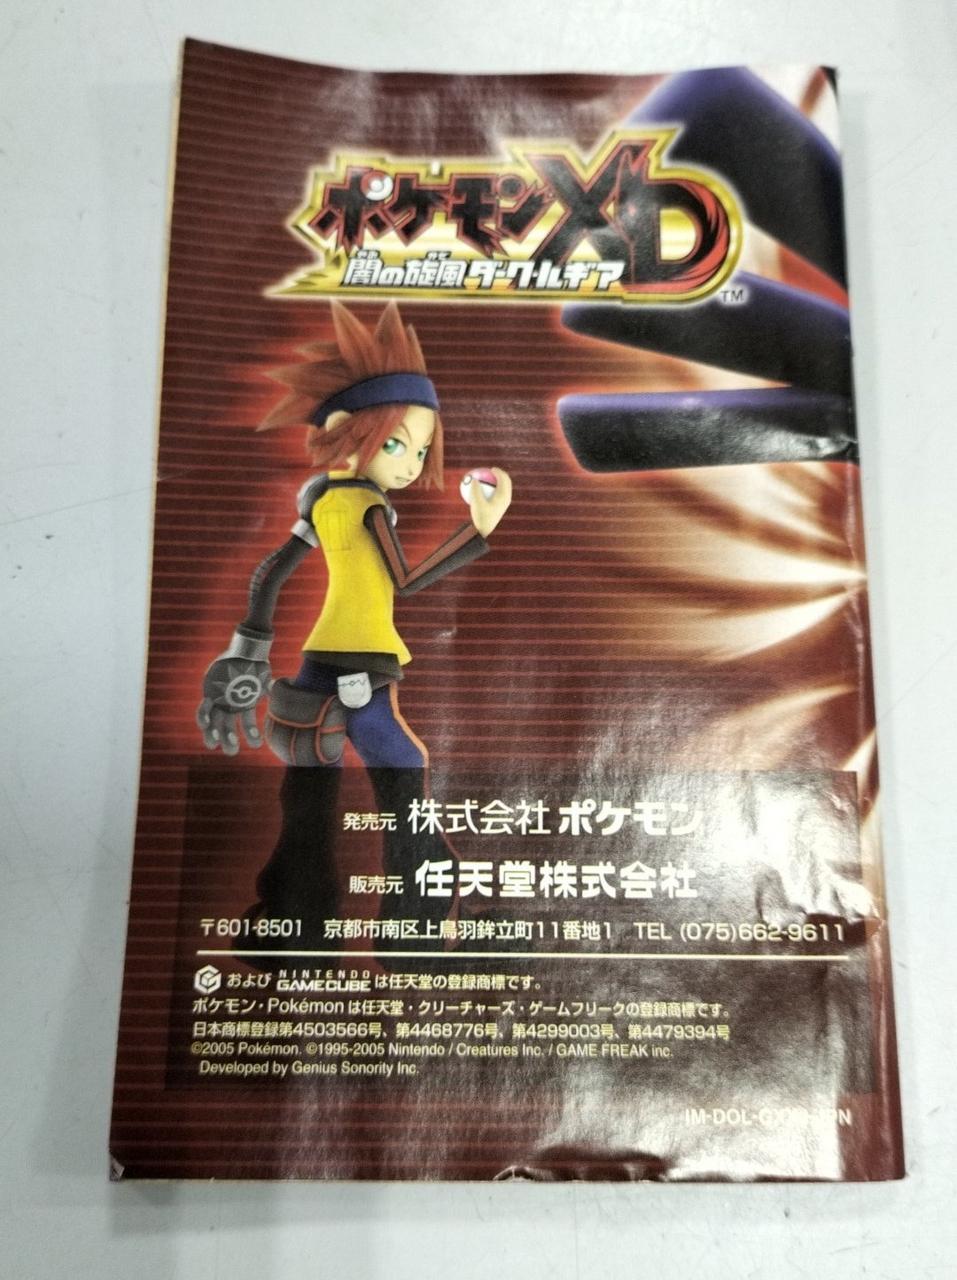 ポケモンXD
闇の旋風ダーク・ルギア
TM
発売元 株式会社 ポケモン
販売元 任天堂株式会社
〒601-8501 京都市南区上鳥羽鉾立町11番地1 TEL (075)662-9611
および NINTENDO GAMECUBE は任天堂の登録商標です。
ポケモン・Pokémon は任天堂・クリーチャーズ・ゲームフリークの登録商標です。
日本商標登録第4503566号、第4468776号、第4299003号、第4479394号
©2005 Pokémon. ©1995-2005 Nintendo / Creatures Inc. / GAME FREAK inc.
Developed by Genius Sonority Inc.